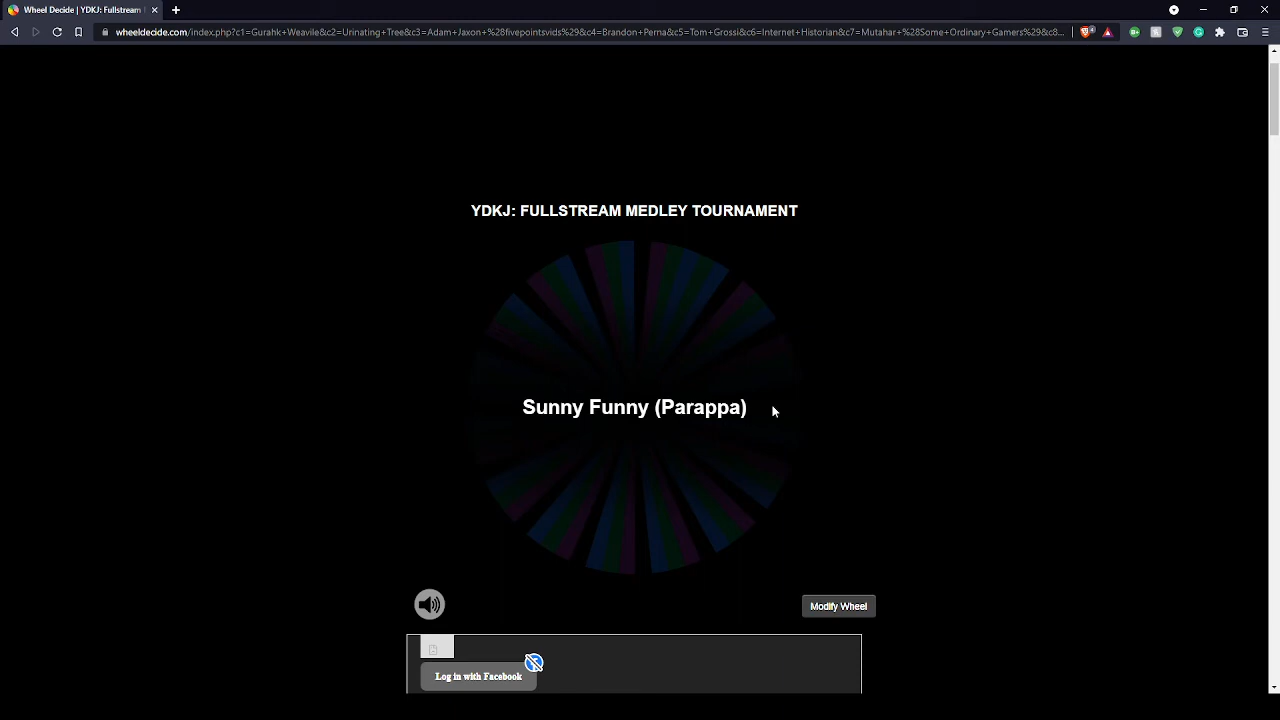 Wheel Decide | YDKJ: Fullstream
wheeldecide.com/index.php?c1=Gurahk+Weavile&c2=Urinating+Tree&c3=Adam+Jaxon+%28fivepointsvids%29&c4=Brandon+Perna&c5=Tom+Grossi&c6=Internet+Historian&c7=Mutahar+%28Some+Ordinary+Gamers%29&c8...
YDKJ: FULLSTREAM MEDLEY TOURNAMENT
Sunny Funny (Parappa)
Modify Wheel
Log in with Facebook